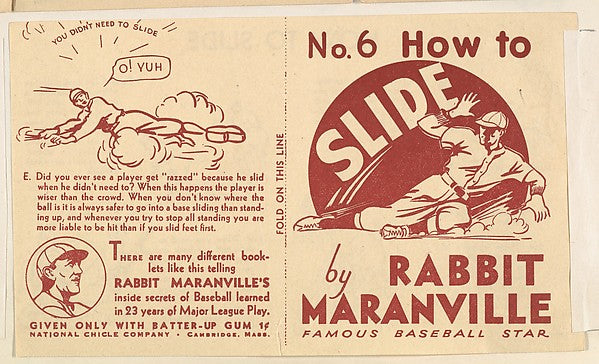 YOU DIDN'T NEED TO SLIDE
O! YUH
E. Did you ever see a player get "razzed" because he slid
when he didn't need to? When this happens the player is
wiser than the crowd. When you don't know where the
ball is it is always safer to go into a base sliding than stand-
ing up, and whenever you try to stop all standing you are
more liable to be hit than if you slid feet first.
THERE are many different book-
lets like this telling
RABBIT MARANVILLE'S
inside secrets of Baseball learned
in 23 years of Major League Play.
GIVEN ONLY WITH BATTER-UP GUM 1¢
NATIONAL CHICLE COMPANY · CAMBRIDGE, MASS.
FOLD ON THIS LINE
No. 6 How to
SLIDE
by RABBIT
MARANVILLE
FAMOUS BASEBALL STAR